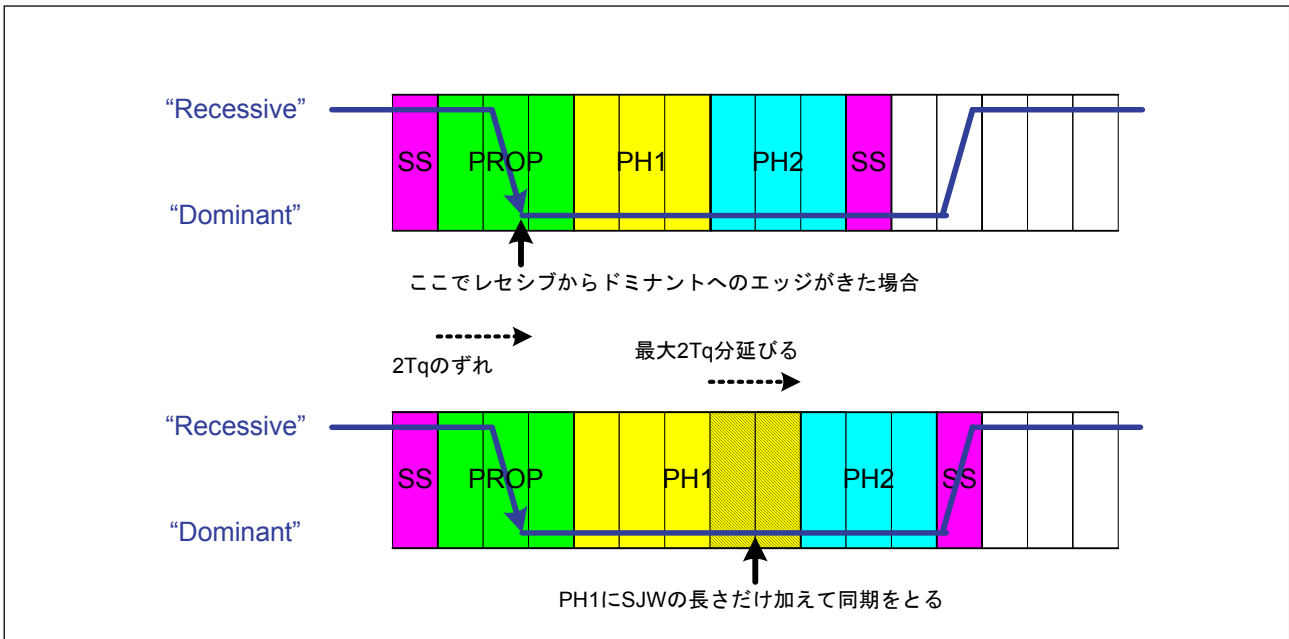 “Recessive”
SS PROP PH1 PH2 SS
“Dominant”
ここでレセシブからドミナントへのエッジがきた場合
2Tqのずれ
最大2Tq分延びる
“Recessive”
SS PROP PH1 PH2 SS
“Dominant”
PH1にSJWの長さだけ加えて同期をとる